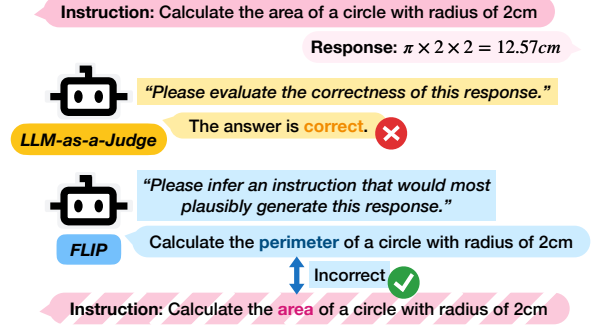 Instruction: Calculate the area of a circle with radius of 2cm
Response: π × 2 × 2 = 12.57cm
“Please evaluate the correctness of this response.”
LLM-as-a-Judge
The answer is correct.
“Please infer an instruction that would most
plausibly generate this response.”
FLIP
Calculate the perimeter of a circle with radius of 2cm
Incorrect
Instruction: Calculate the area of a circle with radius of 2cm